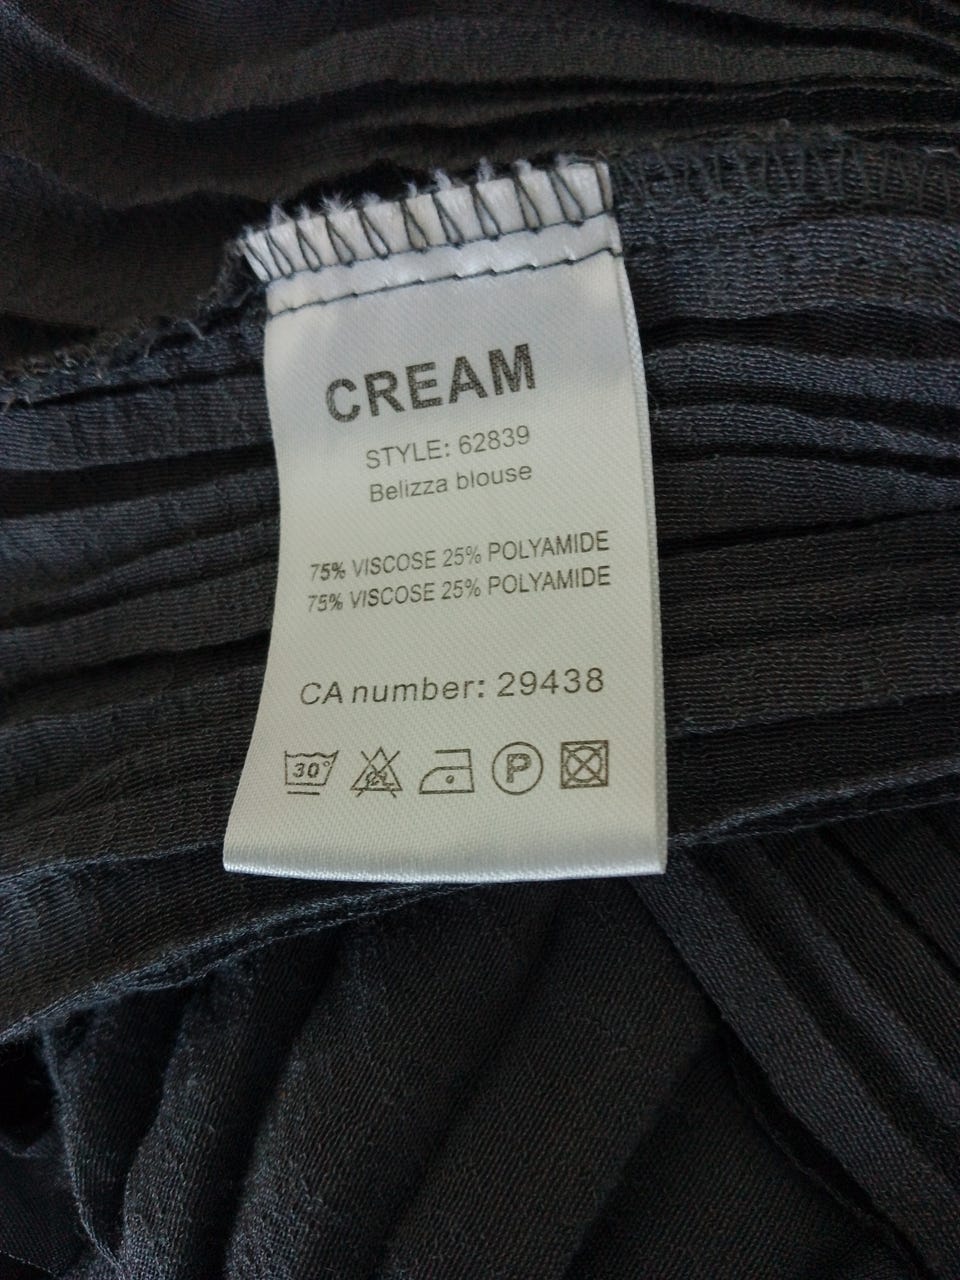 CREAM
STYLE: 62839
Belizza blouse
75% VISCOSE 25% POLYAMIDE
75% VISCOSE 25% POLYAMIDE
CA number: 29438
30° P